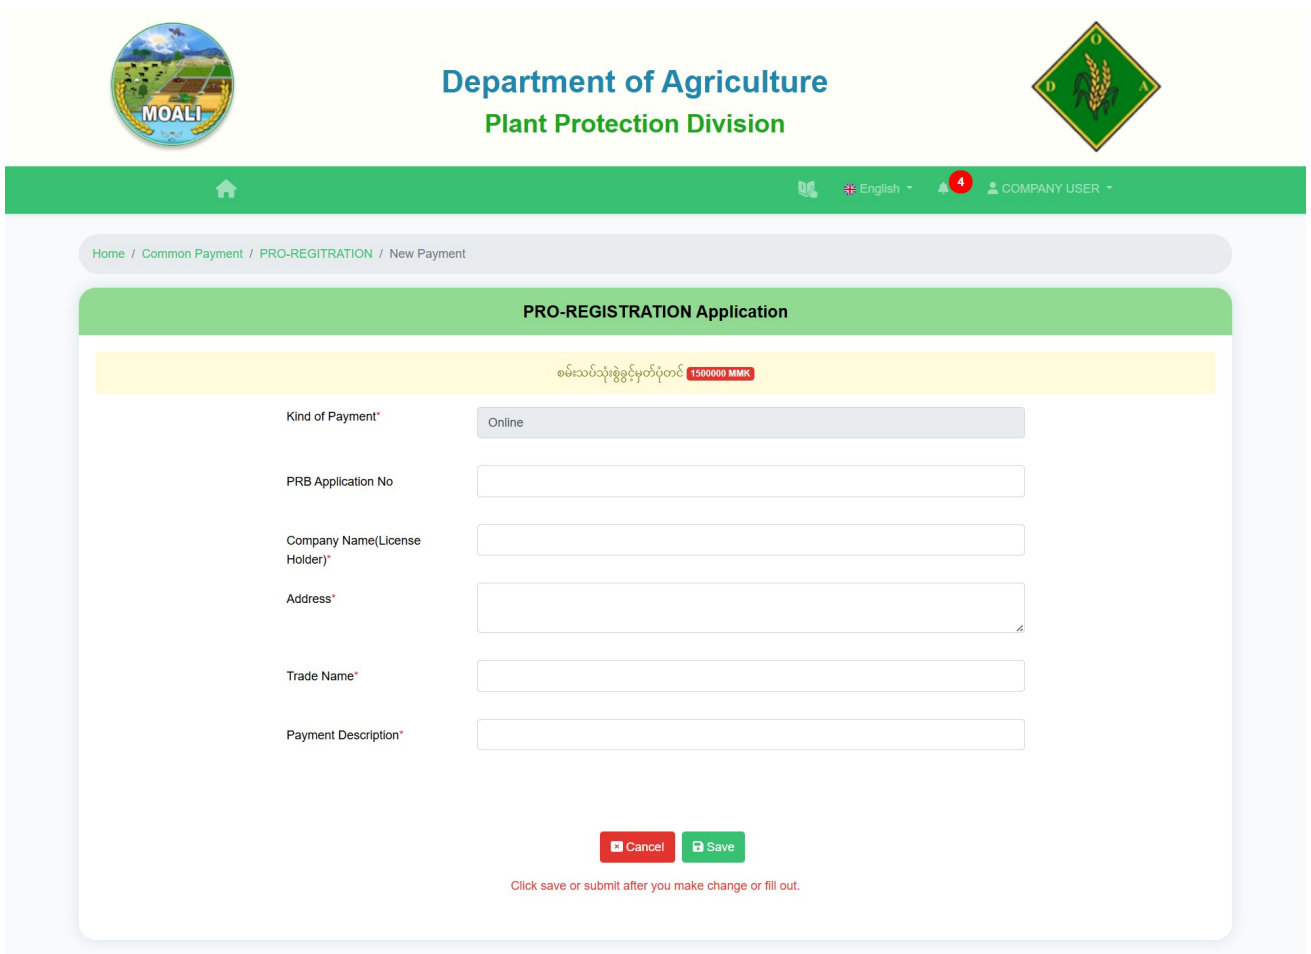 MOALI
Department of Agriculture
Plant Protection Division
D O A
English
4
COMPANY USER
Home / Common Payment / PRO-REGITRATION / New Payment
PRO-REGISTRATION Application
စမ်းသပ်သုံးစွဲခွင့်မှတ်ပုံတင် 1500000 MMK
Kind of Payment*
Online
PRB Application No
Company Name(License
Holder)*
Address*
Trade Name*
Payment Description*
Cancel
Save
Click save or submit after you make change or fill out.